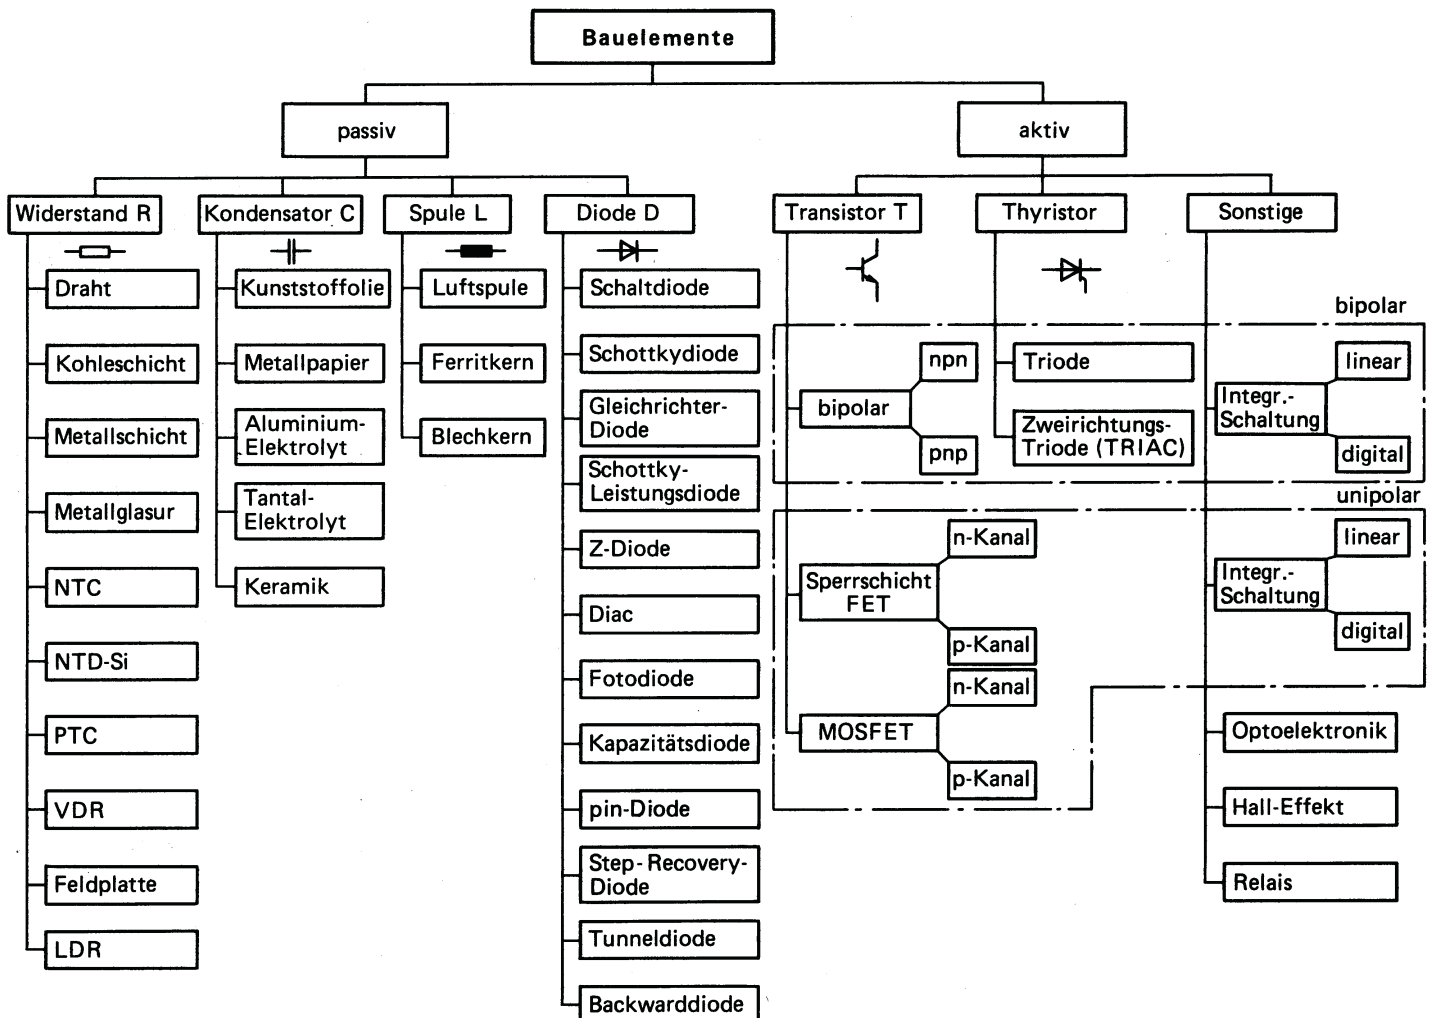 Bauelemente
passiv
aktiv
Widerstand R
Kondensator C
Spule L
Diode D
Transistor T
Thyristor
Sonstige
Draht
Kohleschicht
Metallschicht
Metallglasur
NTC
NTD-Si
PTC
VDR
Feldplatte
LDR
Kunststoffolie
Metallpapier
Aluminium-
Elektrolyt
Tantal-
Elektrolyt
Keramik
Luftspule
Ferritkern
Blechkern
Schaltdiode
Schottkydiode
Gleichrichter-
Diode
Schottky-
Leistungsdiode
Z-Diode
Diac
Fotodiode
Kapazitätsdiode
pin-Diode
Step-Recovery-
Diode
Tunneldiode
Backwarddiode
bipolar
npn
pnp
Sperrschicht
FET
n-Kanal
p-Kanal
MOSFET
n-Kanal
p-Kanal
Triode
Zweirichtungs-
Triode (TRIAC)
bipolar
Integr.-
Schaltung
linear
digital
unipolar
Integr.-
Schaltung
linear
digital
Optoelektronik
Hall-Effekt
Relais